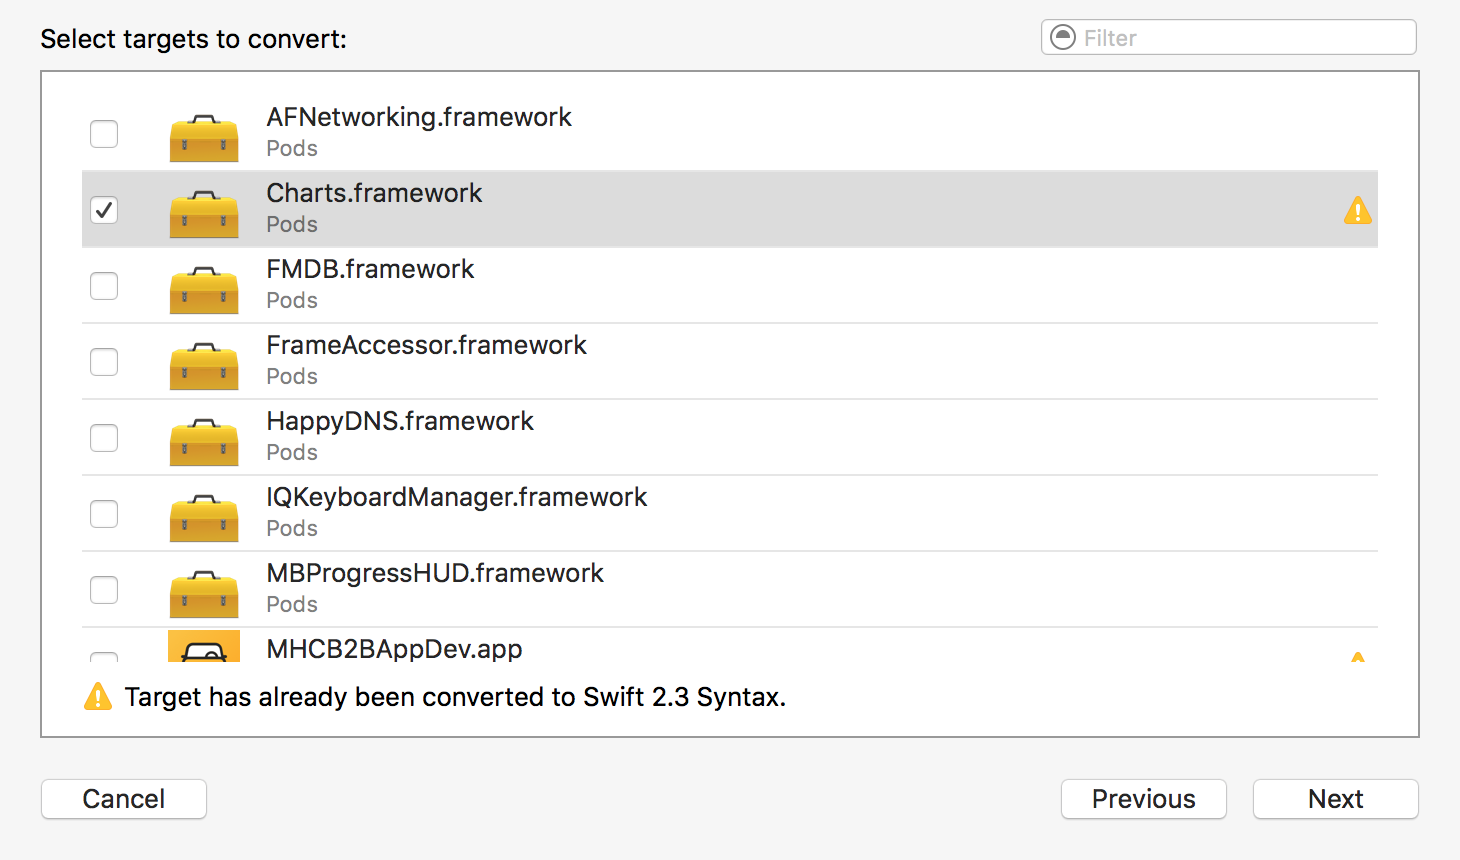 Select targets to convert:
Filter
AFNetworking.framework
Pods
Charts.framework
Pods
FMDB.framework
Pods
FrameAccessor.framework
Pods
HappyDNS.framework
Pods
IQKeyboardManager.framework
Pods
MBProgressHUD.framework
Pods
MHCB2BAppDev.app
Target has already been converted to Swift 2.3 Syntax.
Cancel
Previous
Next